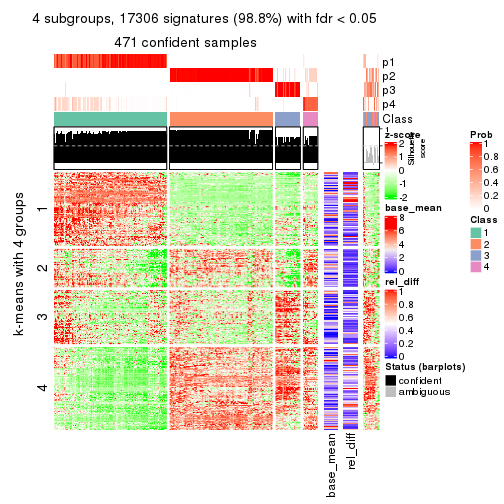 4 subgroups, 17306 signatures (98.8%) with fdr < 0.05
471 confident samples
p1
p2
p3
p4
Class
1
Silhouette score
k-means with 4 groups
1
2
3
4
base_mean
rel_diff
z-score
2
1
0
-1
-2
base_mean
8
6
4
2
0
rel_diff
1
0.8
0.6
0.4
0.2
0
Status (barplots)
confident
ambiguous
Prob
1
0.8
0.6
0.4
0.2
0
Class
1
2
3
4